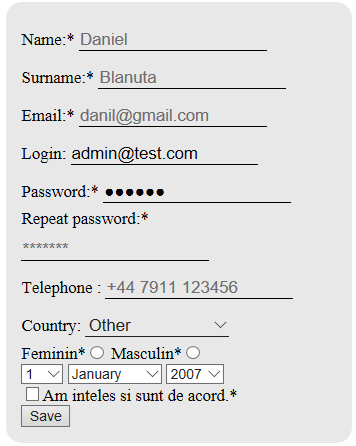 Name:* Daniel
Surname:* Blanuta
Email:* danil@gmail.com
Login: admin@test.com
Password:* ●●●●●●
Repeat password:*
*******
Telephone : +44 7911 123456
Country: Other
Feminin* Masculin*
1 January 2007
Am inteles si sunt de acord.*
Save